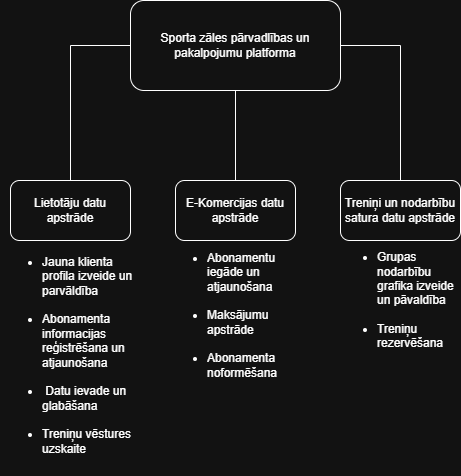 Sporta zāles pārvadlības un
pakalpojumu platforma
Lietotāju datu
apstrāde
E-Komercijas datu
apstrāde
Treniņi un nodarbību
satura datu apstrāde
Jauna klienta
profila izveide un
parvāldība
Abonamenta
informacijas
reģistrēšana un
atjaunošana
Datu ievade un
glabāšana
Treniņu vēstures
uzskaite
Abonamentu
iegāde un
atjaunošana
Maksājumu
apstrāde
Abonamenta
noformēšana
Grupas
nodarbību
grafika izveide
un pāvaldība
Treniņu
rezervēšana